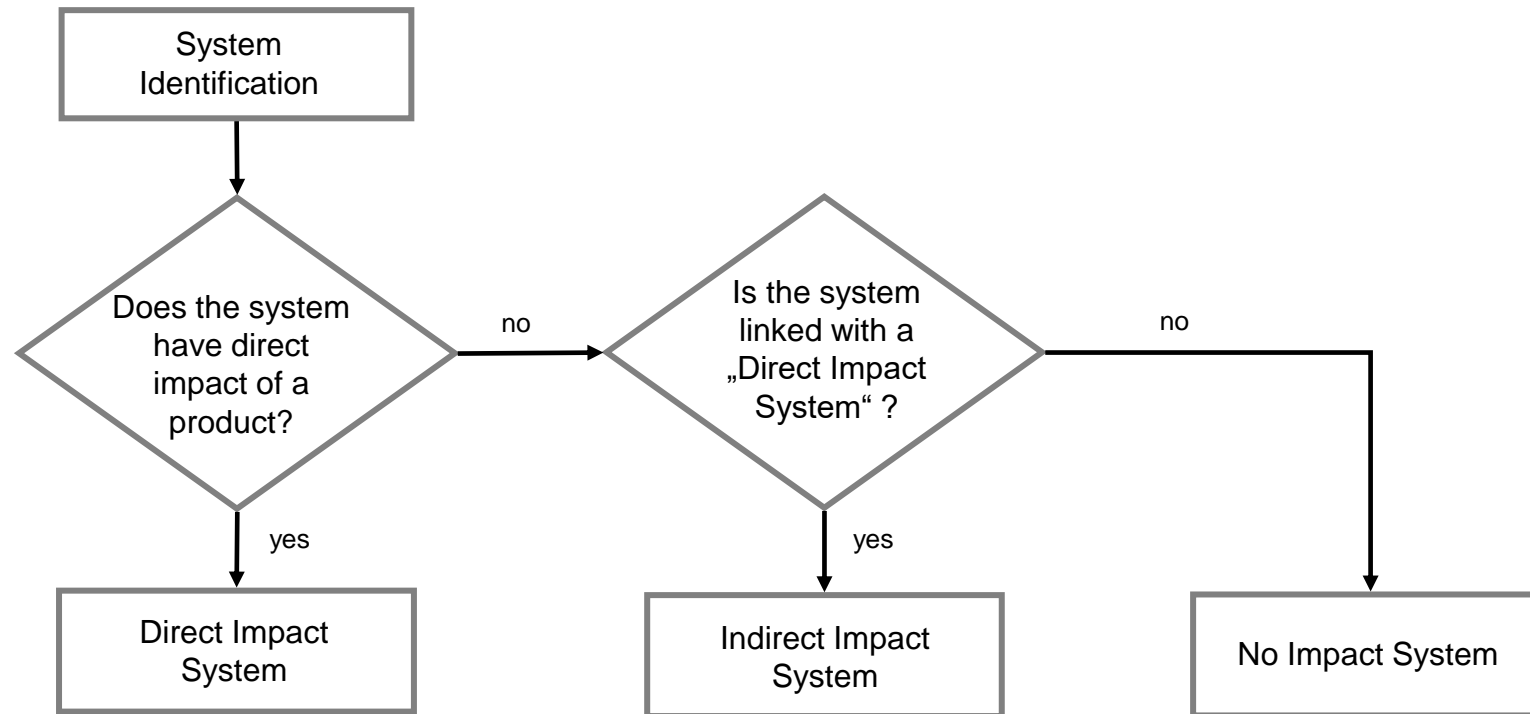 System
Identification
Does the system
have direct
impact of a
product?
no
Is the system
linked with a
„Direct Impact
System“ ?
no
yes
yes
Direct Impact
System
Indirect Impact
System
No Impact System